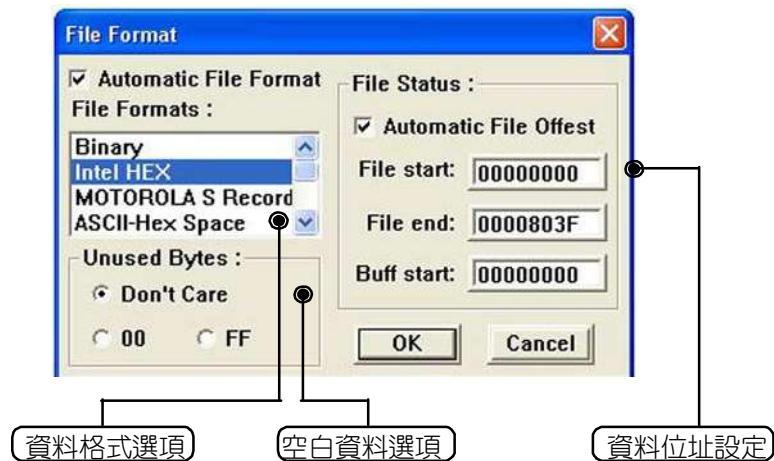 File Format
Automatic File Format
File Formats :
Binary
Intel HEX
MOTOROLA S Record
ASCII-Hex Space
Unused Bytes :
Don't Care
00 FF
File Status :
Automatic File Offest
File start: 00000000
File end: 0000803F
Buff start: 00000000
OK Cancel
資料格式選項 空白資料選項 資料位址設定